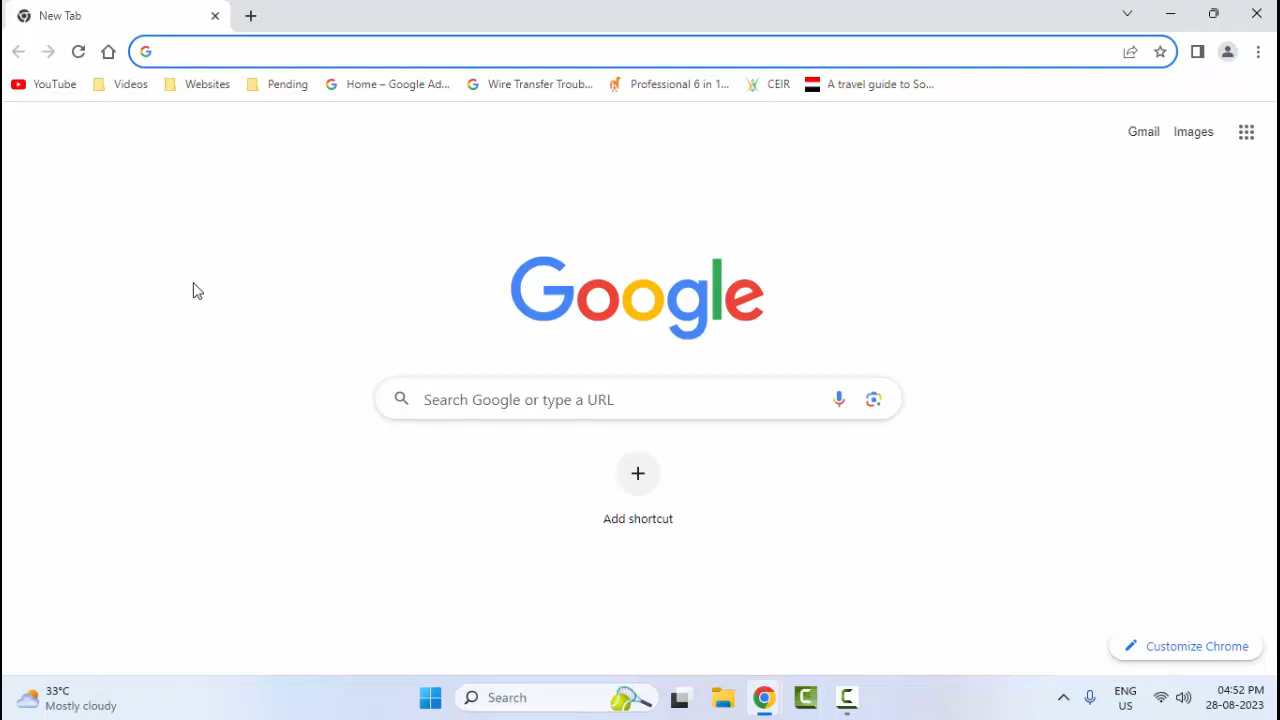 New Tab
YouTube Videos Websites Pending Home – Google Ad... Wire Transfer Troub... Professional 6 in 1... CEIR A travel guide to So...
Gmail Images
Google
Search Google or type a URL
Add shortcut
Customize Chrome
33°C
Mostly cloudy
Search
ENG
US
04:52 PM
28-08-2023